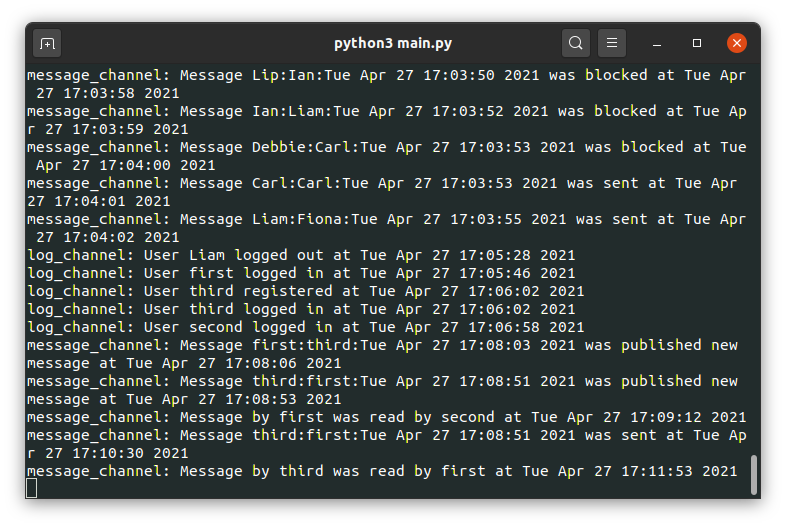 python3 main.py
message_channel: Message Lip:Ian:Tue Apr 27 17:03:50 2021 was blocked at Tue Apr
 27 17:03:58 2021
message_channel: Message Ian:Liam:Tue Apr 27 17:03:52 2021 was blocked at Tue Ap
r 27 17:03:59 2021
message_channel: Message Debbie:Carl:Tue Apr 27 17:03:53 2021 was blocked at Tue
 Apr 27 17:04:00 2021
message_channel: Message Carl:Carl:Tue Apr 27 17:03:53 2021 was sent at Tue Apr
27 17:04:01 2021
message_channel: Message Liam:Fiona:Tue Apr 27 17:03:55 2021 was sent at Tue Apr
 27 17:04:02 2021
log_channel: User Liam logged out at Tue Apr 27 17:05:28 2021
log_channel: User first logged in at Tue Apr 27 17:05:46 2021
log_channel: User third registered at Tue Apr 27 17:06:02 2021
log_channel: User third logged in at Tue Apr 27 17:06:02 2021
log_channel: User second logged in at Tue Apr 27 17:06:58 2021
message_channel: Message first:third:Tue Apr 27 17:08:03 2021 was published new
message at Tue Apr 27 17:08:06 2021
message_channel: Message third:first:Tue Apr 27 17:08:51 2021 was published new
message at Tue Apr 27 17:08:53 2021
message_channel: Message by first was read by second at Tue Apr 27 17:09:12 2021
message_channel: Message third:first:Tue Apr 27 17:08:51 2021 was sent at Tue Ap
r 27 17:10:30 2021
message_channel: Message by third was read by first at Tue Apr 27 17:11:53 2021